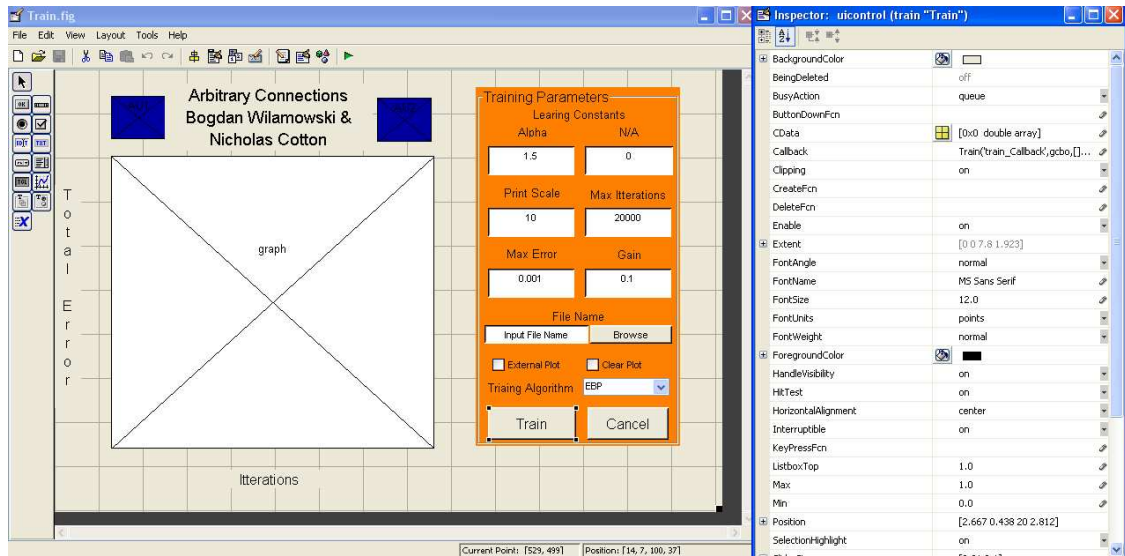 Train.fig
File Edit View Layout Tools Help
Arbitrary Connections
Bogdan Wilamowski &
Nicholas Cotton
Total Error
graph
Itterations
Training Parameters
Learing Constants
Alpha N/A
1.5 0
Print Scale Max Itterations
10 20000
Max Error Gain
0.001 0.1
File Name
Input File Name Browse
External Plot Clear Plot
Triaing Algorithm EBP
Train Cancel
Current Point: [529, 499] Position: [14, 7, 100, 37]
Inspector: uicontrol (train "Train")
BackgroundColor
BeingDeleted off
BusyAction queue
ButtonDownFcn
CData [0x0 double array]
Callback Train('train_Callback',gcbo,[]...
Clipping on
CreateFcn
DeleteFcn
Enable on
Extent [0 0 7.8 1.923]
FontAngle normal
FontName MS Sans Serif
FontSize 12.0
FontUnits points
FontWeight normal
ForegroundColor
HandleVisibility on
HitTest on
HorizontalAlignment center
Interruptible on
KeyPressFcn
ListboxTop 1.0
Max 1.0
Min 0.0
Position [2.667 0.438 20 2.812]
SelectionHighlight on